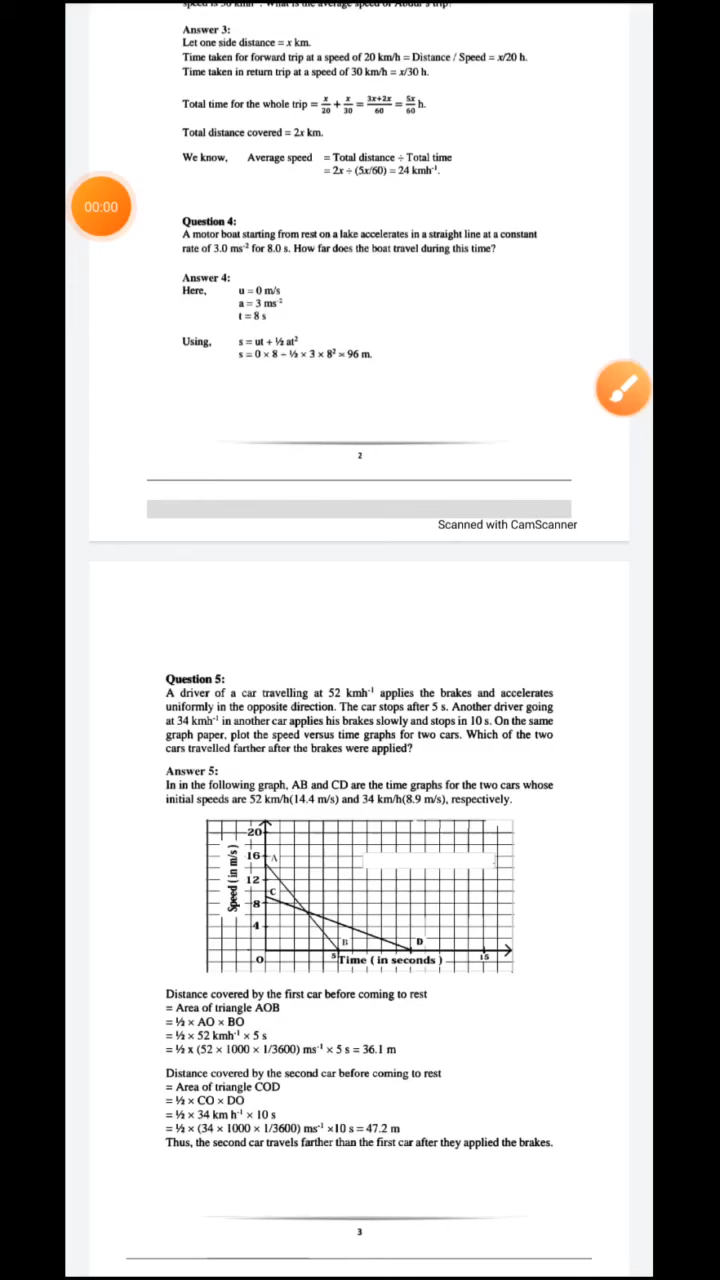 speed is 30 kmh⁻¹. What is the average speed of Abdul's trip?
Answer 3:
Let one side distance = x km.
Time taken for forward trip at a speed of 20 km/h = Distance / Speed = x/20 h.
Time taken in return trip at a speed of 30 km/h = x/30 h.
Total time for the whole trip = x/20 + x/30 = 3x+2x/60 = 5x/60 h.
Total distance covered = 2x km.
We know, Average speed = Total distance ÷ Total time
= 2x ÷ (5x/60) = 24 kmh⁻¹.
00:00
Question 4:
A motor boat starting from rest on a lake accelerates in a straight line at a constant
rate of 3.0 ms⁻² for 8.0 s. How far does the boat travel during this time?
Answer 4:
Here, u = 0 m/s
a = 3 ms⁻²
t = 8 s
Using, s = ut + ½ at²
s = 0 × 8 - ½ × 3 × 8² = 96 m.
2
Scanned with CamScanner
Question 5:
A driver of a car travelling at 52 kmh⁻¹ applies the brakes and accelerates
uniformly in the opposite direction. The car stops after 5 s. Another driver going
at 34 kmh⁻¹ in another car applies his brakes slowly and stops in 10 s. On the same
graph paper, plot the speed versus time graphs for two cars. Which of the two
cars travelled farther after the brakes were applied?
Answer 5:
In in the following graph, AB and CD are the time graphs for the two cars whose
initial speeds are 52 km/h(14.4 m/s) and 34 km/h(8.9 m/s), respectively.
20
16 A
12
C
8
4
Speed ( in m/s )
B D
O 5 Time ( in seconds ) 15
Distance covered by the first car before coming to rest
= Area of triangle AOB
= ½ × AO × BO
= ½ × 52 kmh⁻¹ × 5 s
= ½ x (52 × 1000 × 1/3600) ms⁻¹ × 5 s = 36.1 m
Distance covered by the second car before coming to rest
= Area of triangle COD
= ½ × CO × DO
= ½ × 34 km h⁻¹ × 10 s
= ½ × (34 × 1000 × 1/3600) ms⁻¹ ×10 s = 47.2 m
Thus, the second car travels farther than the first car after they applied the brakes.
3